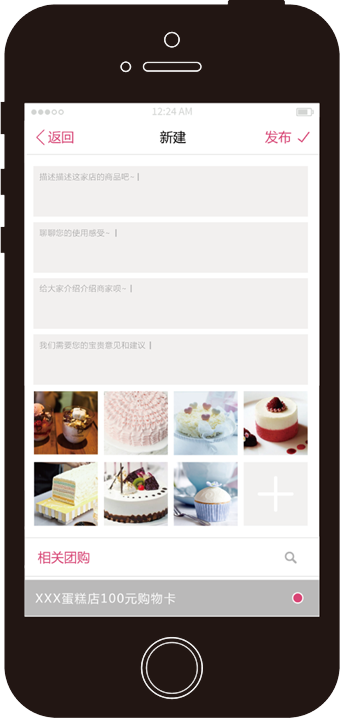 12:24 AM
返回
新建
发布
描述描述这家店的商品吧~
聊聊您的使用感受~
给大家介绍介绍商家呗~
我们需要您的宝贵意见和建议
相关团购
XXX蛋糕店100元购物卡